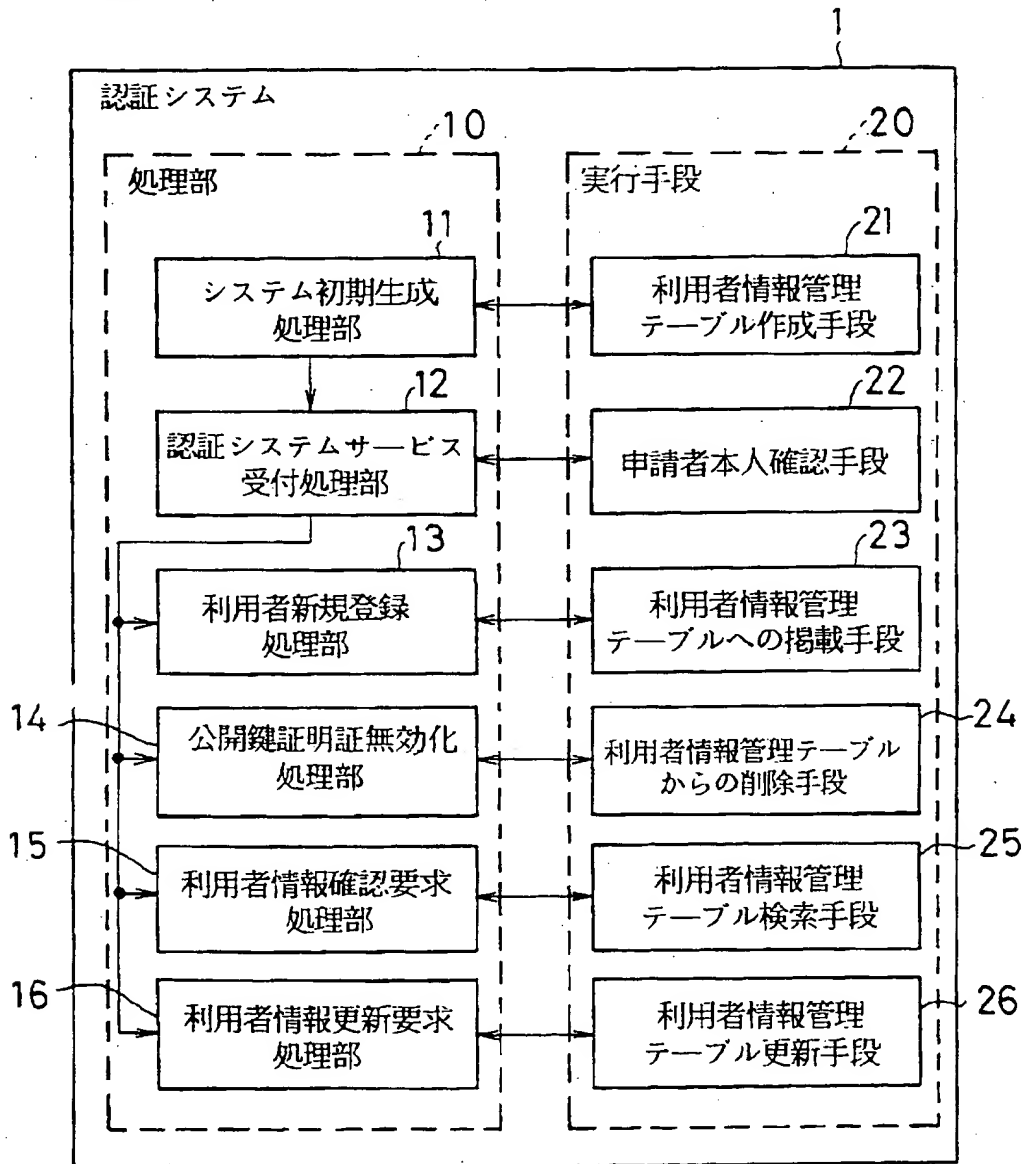 1
認証システム
10
20
処理部
実行手段
11
システム初期生成
処理部
21
利用者情報管理
テーブル作成手段
12
認証システムサービス
受付処理部
22
申請者本人確認手段
13
利用者新規登録
処理部
23
利用者情報管理
テーブルへの掲載手段
14
公開鍵証明証無効化
処理部
24
利用者情報管理テーブル
からの削除手段
15
利用者情報確認要求
処理部
25
利用者情報管理
テーブル検索手段
16
利用者情報更新要求
処理部
26
利用者情報管理
テーブル更新手段